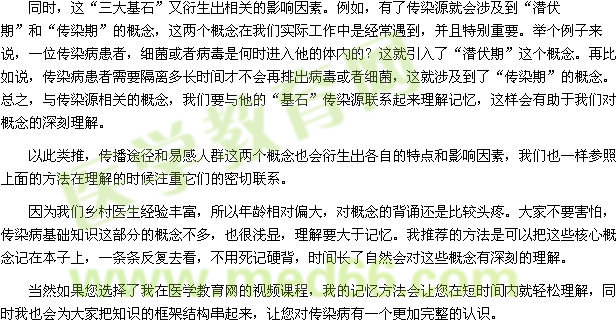 同时，这“三大基石”又衍生出相关的影响因素。例如，有了传染源就会涉及到“潜伏
期”和“传染期”的概念，这两个概念在我们实际工作中是经常遇到，并且特别重要。举个例子来
说，一位传染病患者，细菌或者病毒是何时进入他的体内的？这就引入了“潜伏期”这个概念。再比
如说，传染病患者需要隔离多长时间才不会再排出病毒或者细菌，这就涉及到了“传染期”的概念。
总之，与传染源相关的概念，我们要与他的“基石”传染源联系起来理解记忆，这样会有助于我们对
概念的深刻理解。
以此类推，传播途径和易感人群这两个概念也会衍生出各自的特点和影响因素，我们也一样参照
上面的方法在理解的时候注重它们的密切联系。
因为我们乡村医生经验丰富，所以年龄相对偏大，对概念的背诵还是比较头疼。大家不要害怕，
传染病基础知识这部分的概念不多，也很浅显，理解要大于记忆。我推荐的方法是可以把这些核心概
念记在本子上，一条条反复去看，不用死记硬背，时间长了自然会对这些概念有深刻的理解。
当然如果您选择了我在医学教育网的视频课程，我的记忆方法会让您在短时间内就轻松理解，同
时我也会为大家把知识的框架结构串起来，让您对传染病有一个更加完整的认识。
医学教育网
www.med66.com